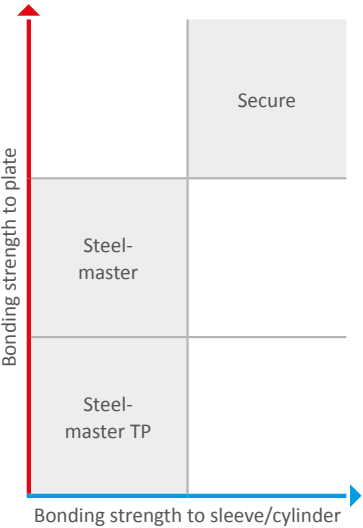 Secure
Bonding strength to plate
Steel-
master
Steel-
master TP
Bonding strength to sleeve/cylinder